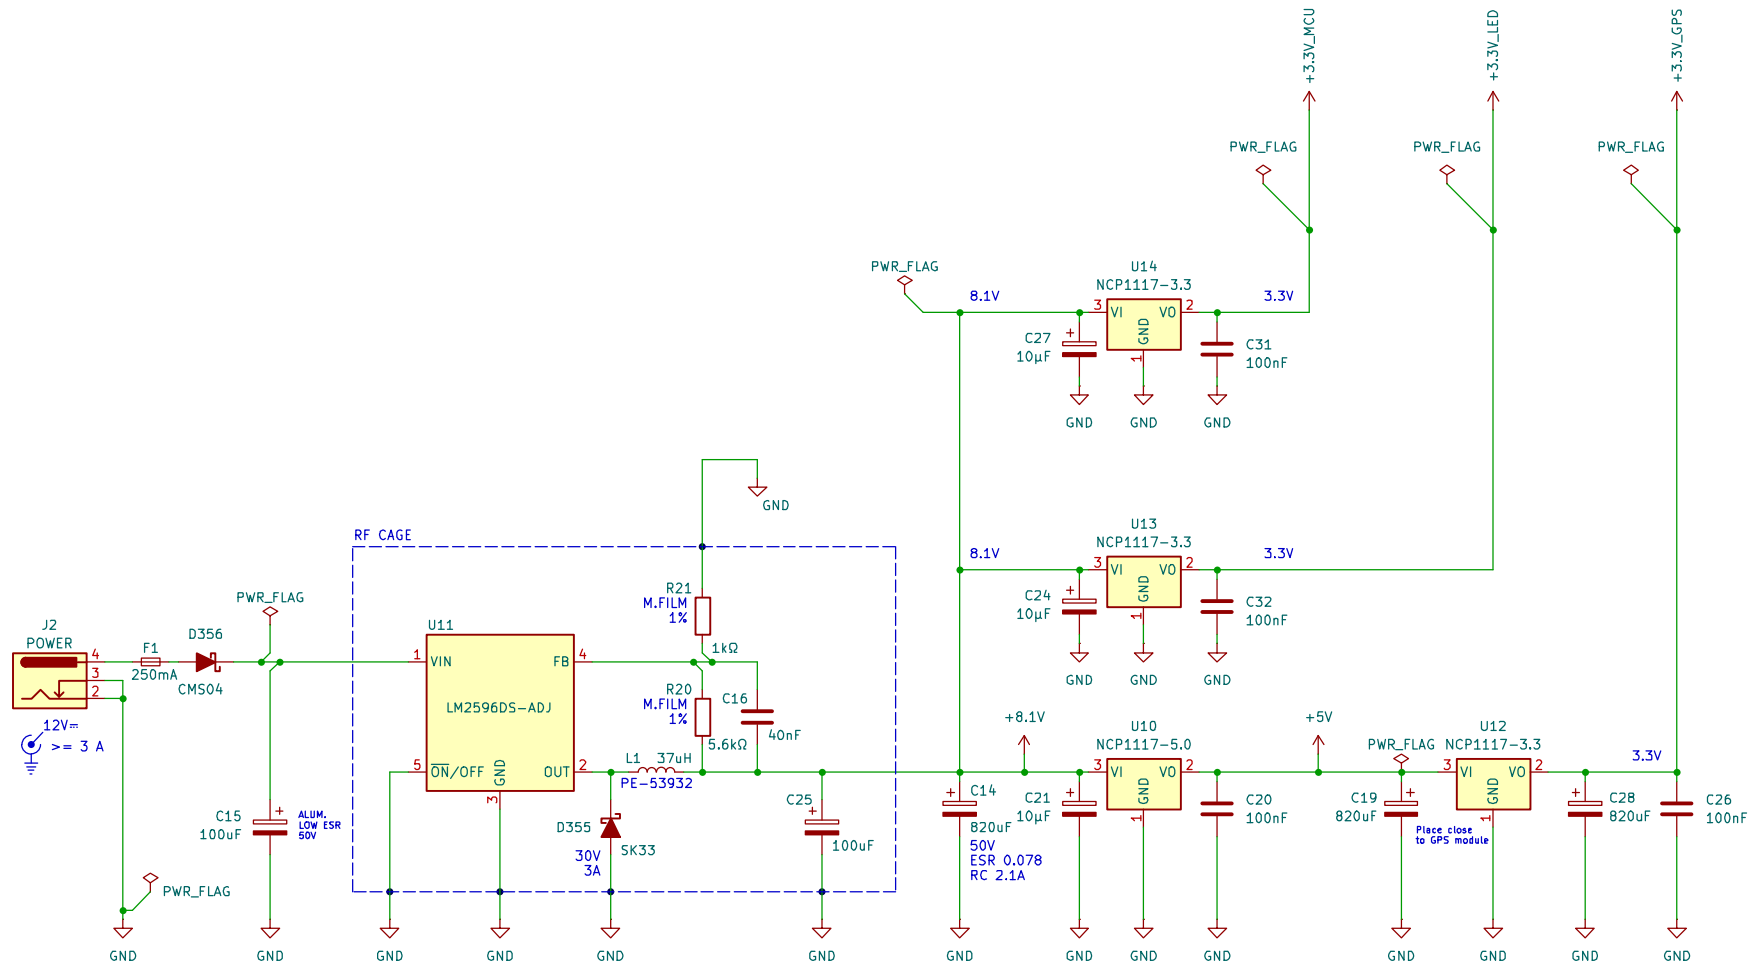 +3.3V_MCU
+3.3V_LED
+3.3V_GPS
PWR_FLAG
PWR_FLAG
PWR_FLAG
PWR_FLAG
8.1V
U14
NCP1117-3.3
3.3V
3
VI
VO
2
GND
1
C27
10µF
C31
100nF
GND
GND
GND
GND
RF CAGE
8.1V
U13
NCP1117-3.3
3.3V
3
VI
VO
2
GND
1
C24
10µF
C32
100nF
GND
GND
GND
J2
POWER
4
3
2
12V
>= 3 A
F1
250mA
D356
CMS04
PWR_FLAG
PWR_FLAG
GND
C15
100uF
ALUM.
LOW ESR
50V
GND
U11
1
VIN
FB
4
LM2596DS-ADJ
5
ON/OFF
GND
OUT
2
3
GND
GND
R21
M.FILM
1%
1kΩ
R20
M.FILM
1%
5.6kΩ
C16
40nF
L1
37uH
PE-53932
D355
SK33
30V
3A
GND
C25
100uF
GND
C14
820uF
50V
ESR 0.078
RC 2.1A
GND
+8.1V
C21
10µF
GND
U10
NCP1117-5.0
3
VI
VO
2
GND
1
GND
C20
100nF
GND
+5V
PWR_FLAG
C19
820uF
Place close
to GPS module
GND
U12
NCP1117-3.3
3
VI
VO
2
GND
1
GND
3.3V
C28
820uF
GND
C26
100nF
GND